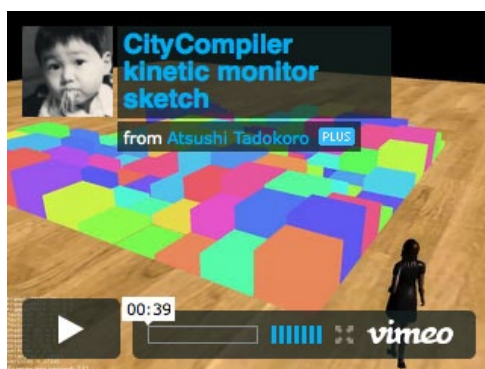 CityCompiler
kinetic monitor
sketch
from Atsushi Tadokoro PLUS
00:39
vimeo